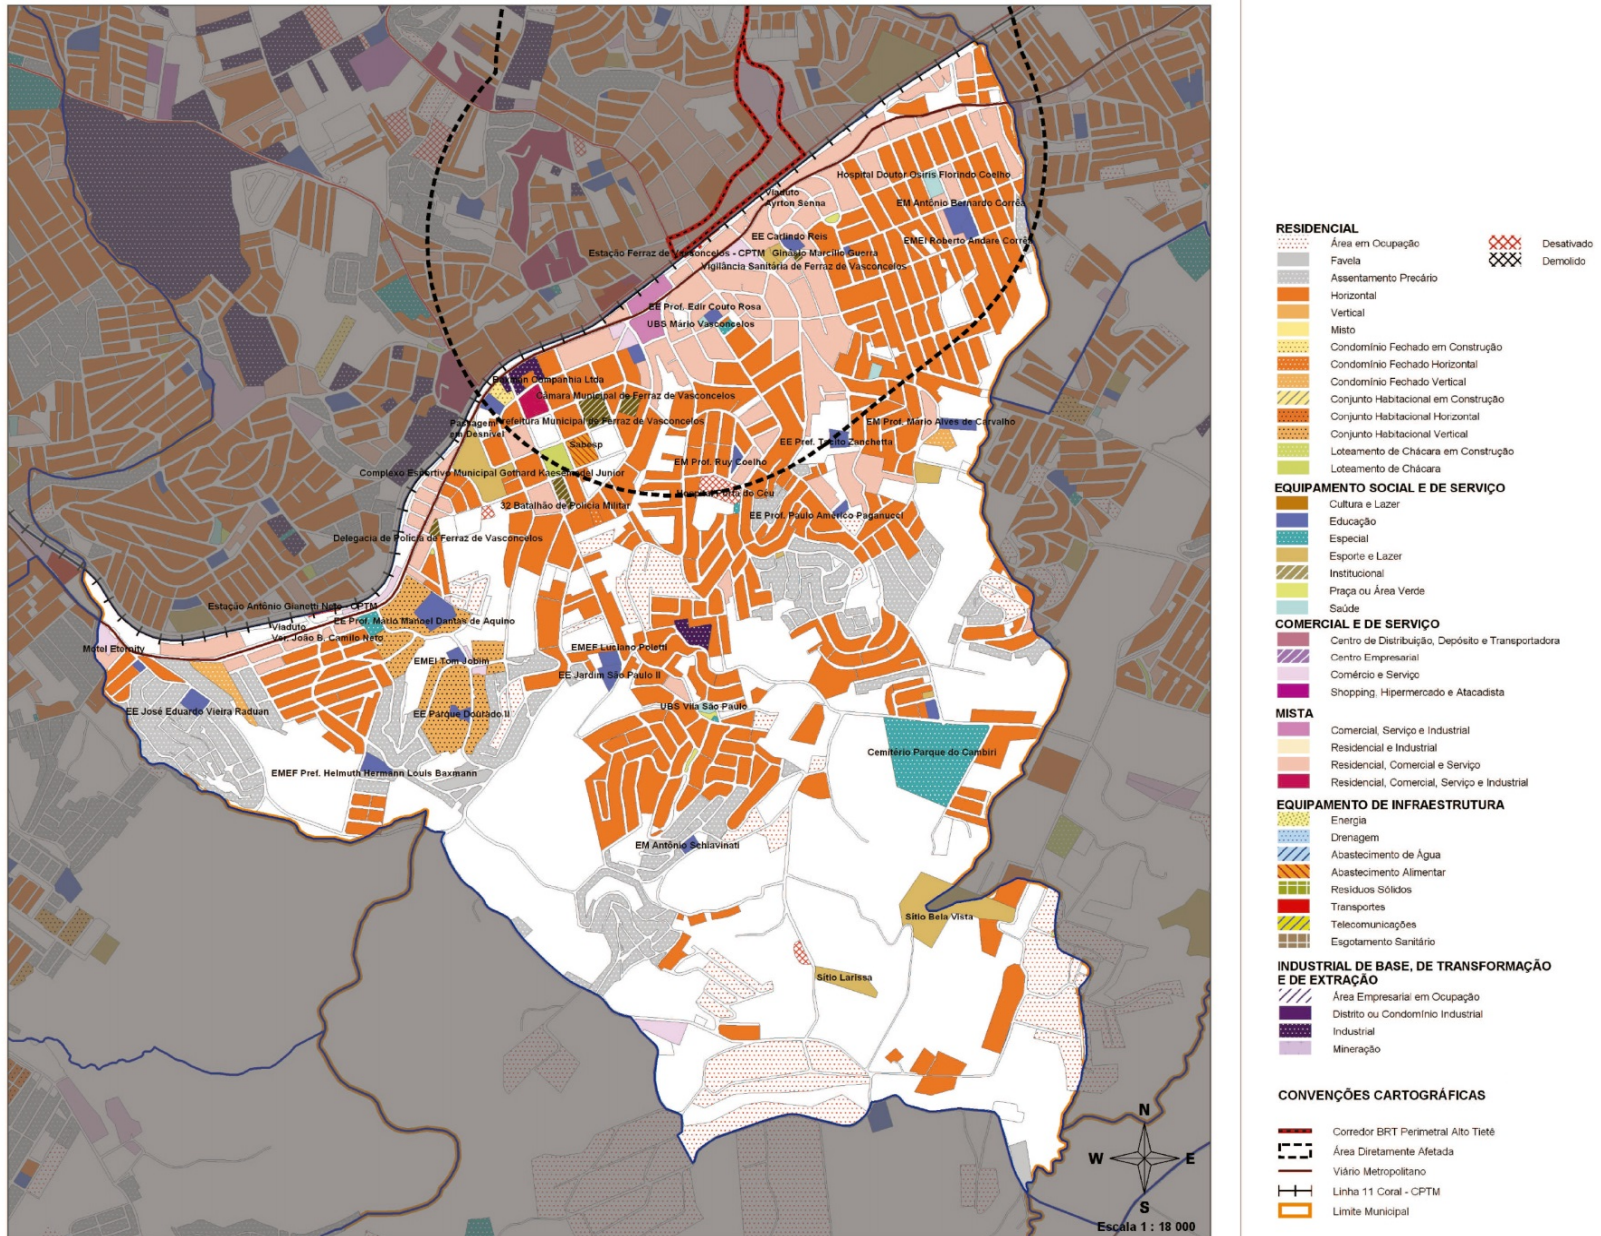 Hospital Doutor Osiris Florindo Coelho
Viaduto
Ayrton Senna
EM Antônio Bernardo Corrêa
EE Carlindo Reis
EMEI Roberto Andare Corrêa
Estação Ferraz de Vasconcelos - CPTM
Ginásio Marcílio Guerra
Vigilância Sanitária de Ferraz de Vasconcelos
EE Prof. Edir Couto Rosa
UBS Mário Vasconcelos
Companhia Ltda
Câmara Municipal de Ferraz de Vasconcelos
Passagem
em Desnível
Prefeitura Municipal de Ferraz de Vasconcelos
EM Prof. Mario Alves de Carvalho
Sabesp
EE Pref. Tacito Zanchetta
EM Prof. Ruy Coelho
Complexo Esportivo Municipal Gothard Kaesemodel Junior
32 Batalhão de Polícia Militar
EE Prof. Paulo Américo Paganucci
Delegacia de Polícia de Ferraz de Vasconcelos
Estação Antônio Gianetti Neto - CPTM
EE Prof. Mário Manoel Dantas de Aquino
Viaduto
Ver. João B. Camilo Neto
Motel Eternity
EMEF Luciano Poletti
EMEI Tom Jobim
EE Jardim São Paulo II
EE José Eduardo Vieira Raduan
EE Parque Dourado II
UBS Vila São Paulo
Cemitério Parque do Cambiri
EMEF Pref. Helmuth Hermann Louis Baxmann
EM Antônio Schiavinati
Sítio Bela Vista
Sítio Larissa
N
W
E
S
Escala 1 : 18 000
RESIDENCIAL
Área em Ocupação
Favela
Assentamento Precário
Horizontal
Vertical
Misto
Condomínio Fechado em Construção
Condomínio Fechado Horizontal
Condomínio Fechado Vertical
Conjunto Habitacional em Construção
Conjunto Habitacional Horizontal
Conjunto Habitacional Vertical
Loteamento de Chácara em Construção
Loteamento de Chácara
Desativado
Demolido
EQUIPAMENTO SOCIAL E DE SERVIÇO
Cultura e Lazer
Educação
Especial
Esporte e Lazer
Institucional
Praça ou Área Verde
Saúde
COMERCIAL E DE SERVIÇO
Centro de Distribuição, Depósito e Transportadora
Centro Empresarial
Comércio e Serviço
Shopping, Hipermercado e Atacadista
MISTA
Comercial, Serviço e Industrial
Residencial e Industrial
Residencial, Comercial e Serviço
Residencial, Comercial, Serviço e Industrial
EQUIPAMENTO DE INFRAESTRUTURA
Energia
Drenagem
Abastecimento de Água
Abastecimento Alimentar
Resíduos Sólidos
Transportes
Telecomunicações
Esgotamento Sanitário
INDUSTRIAL DE BASE, DE TRANSFORMAÇÃO
E DE EXTRAÇÃO
Área Empresarial em Ocupação
Distrito ou Condomínio Industrial
Industrial
Mineração
CONVENÇÕES CARTOGRÁFICAS
Corredor BRT Perimetral Alto Tietê
Área Diretamente Afetada
Viário Metropolitano
Linha 11 Coral - CPTM
Limite Municipal